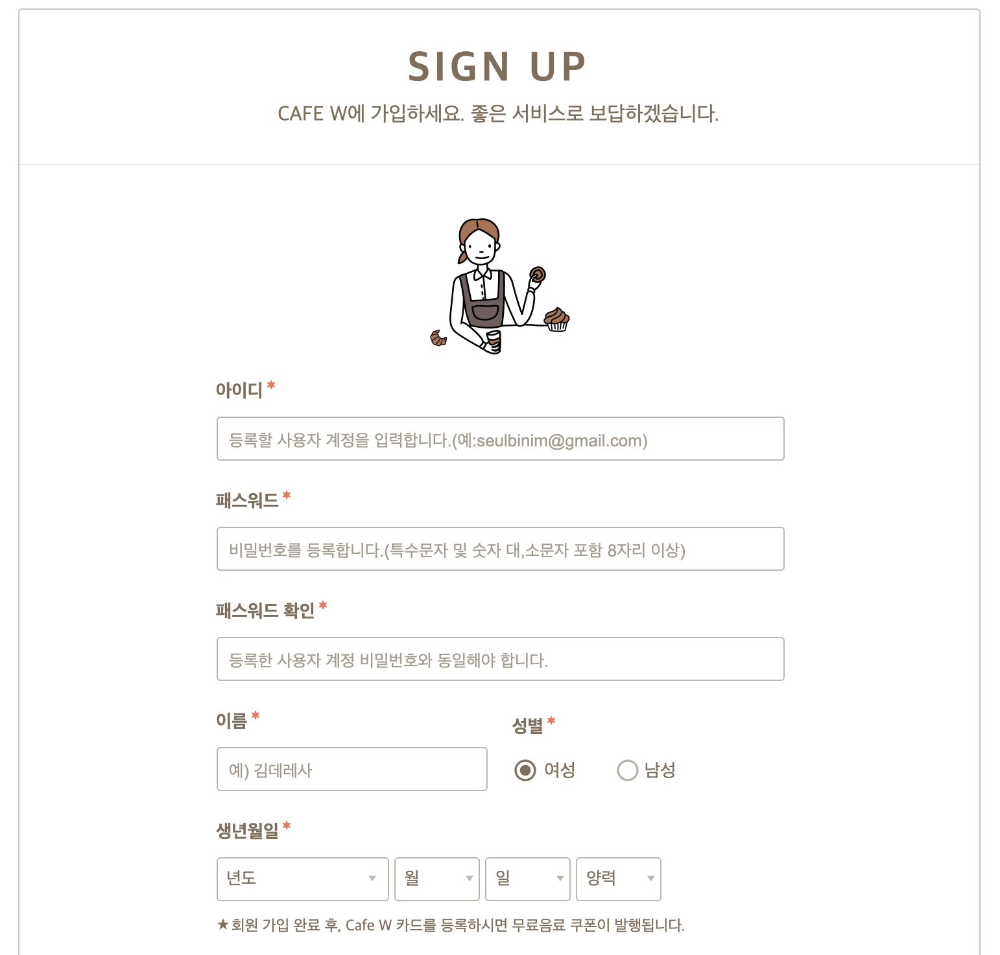 SIGN UP
CAFE W에 가입하세요. 좋은 서비스로 보답하겠습니다.
아이디 *
등록할 사용자 계정을 입력합니다.(예:seulbinim@gmail.com)
패스워드 *
비밀번호를 등록합니다.(특수문자 및 숫자 대,소문자 포함 8자리 이상)
패스워드 확인 *
등록한 사용자 계정 비밀번호와 동일해야 합니다.
이름 *
예) 김데레사
성별 *
여성 남성
생년월일 *
년도 월 일 양력
★회원 가입 완료 후, Cafe W 카드를 등록하시면 무료음료 쿠폰이 발행됩니다.